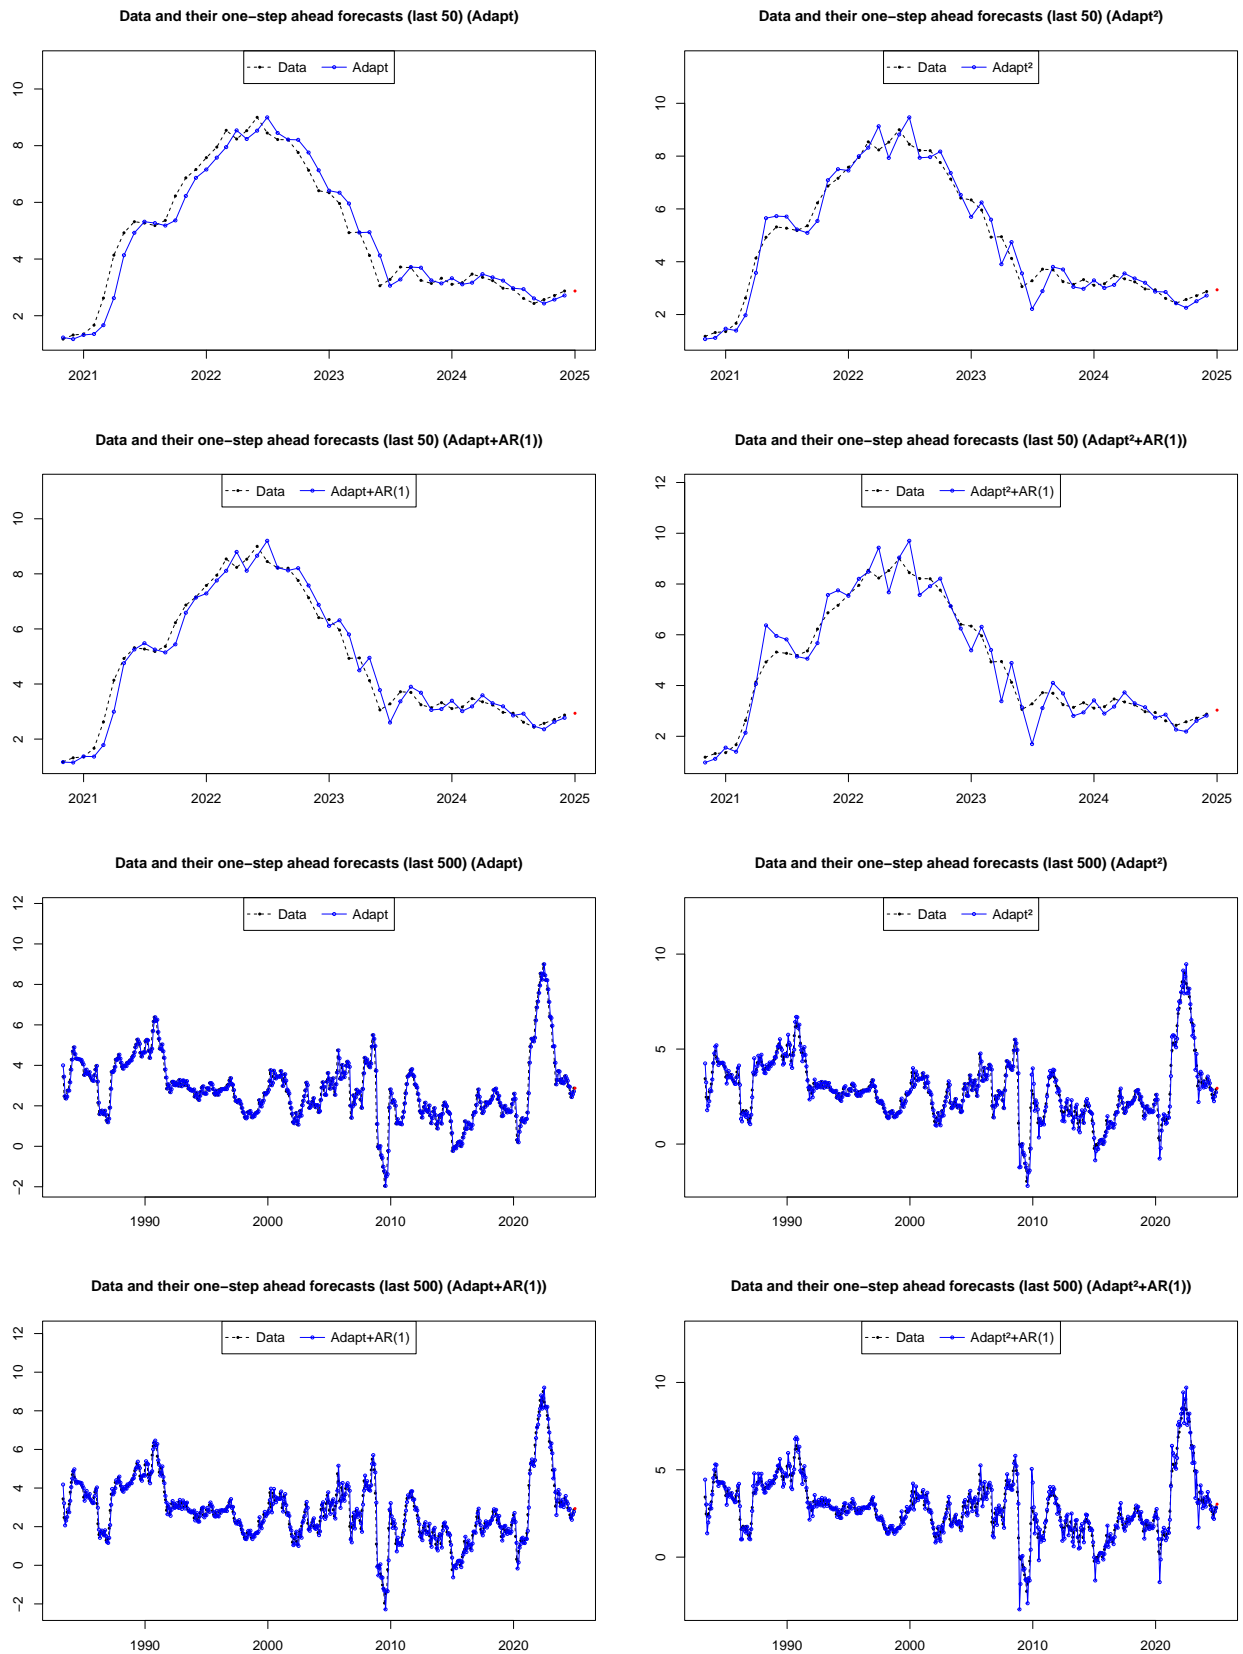 Data and their one−step ahead forecasts (last 50) (Adapt)
Data Adapt
2 4 6 8 10
2021 2022 2023 2024 2025
Data and their one−step ahead forecasts (last 50) (Adapt²)
Data Adapt²
2 4 6 8 10
2021 2022 2023 2024 2025
Data and their one−step ahead forecasts (last 50) (Adapt+AR(1))
Data Adapt+AR(1)
2 4 6 8 10
2021 2022 2023 2024 2025
Data and their one−step ahead forecasts (last 50) (Adapt²+AR(1))
Data Adapt²+AR(1)
2 4 6 8 10 12
2021 2022 2023 2024 2025
Data and their one−step ahead forecasts (last 500) (Adapt)
Data Adapt
−2 0 2 4 6 8 10 12
1990 2000 2010 2020
Data and their one−step ahead forecasts (last 500) (Adapt²)
Data Adapt²
0 5 10
1990 2000 2010 2020
Data and their one−step ahead forecasts (last 500) (Adapt+AR(1))
Data Adapt+AR(1)
−2 0 2 4 6 8 10 12
1990 2000 2010 2020
Data and their one−step ahead forecasts (last 500) (Adapt²+AR(1))
Data Adapt²+AR(1)
0 5 10
1990 2000 2010 2020